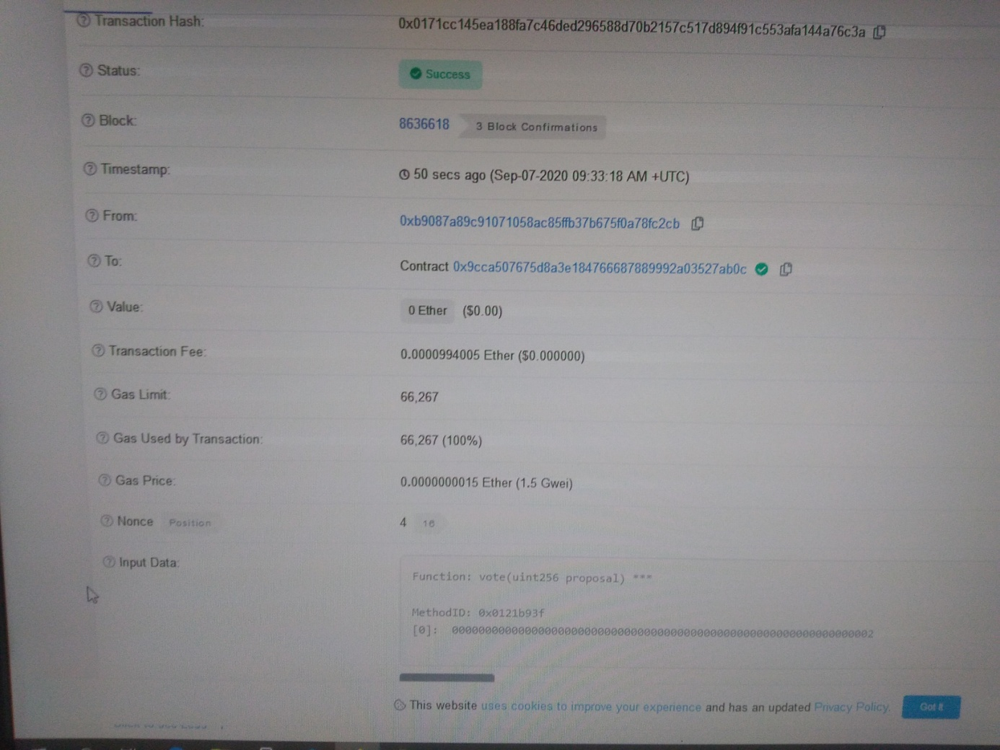 Transaction Hash: 0x0171cc145ea188fa7c46ded296588d70b2157c517d894f91c553afa144a76c3a
Status: Success
Block: 8636618 3 Block Confirmations
Timestamp: 50 secs ago (Sep-07-2020 09:33:18 AM +UTC)
From: 0xb9087a89c91071058ac85ffb37b675f0a78fc2cb
To: Contract 0x9cca507675d8a3e184766687889992a03527ab0c
Value: 0 Ether ($0.00)
Transaction Fee: 0.0000994005 Ether ($0.000000)
Gas Limit: 66,267
Gas Used by Transaction: 66,267 (100%)
Gas Price: 0.0000000015 Ether (1.5 Gwei)
Nonce Position 4 16
Input Data:
Function: vote(uint256 proposal) ***
MethodID: 0x0121b93f
[0]: 0000000000000000000000000000000000000000000000000000000000000002
This website uses cookies to improve your experience and has an updated Privacy Policy.
Got It